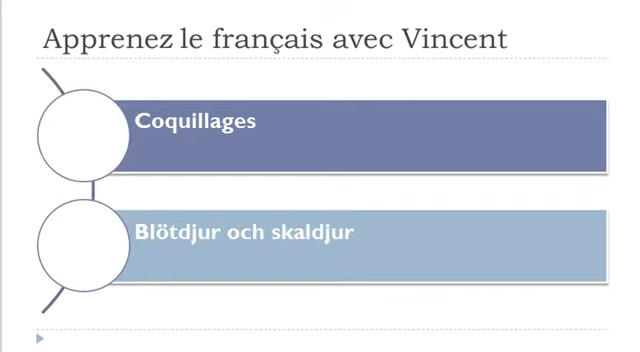 Apprenez le français avec Vincent
Coquillages
Blötdjur och skaldjur